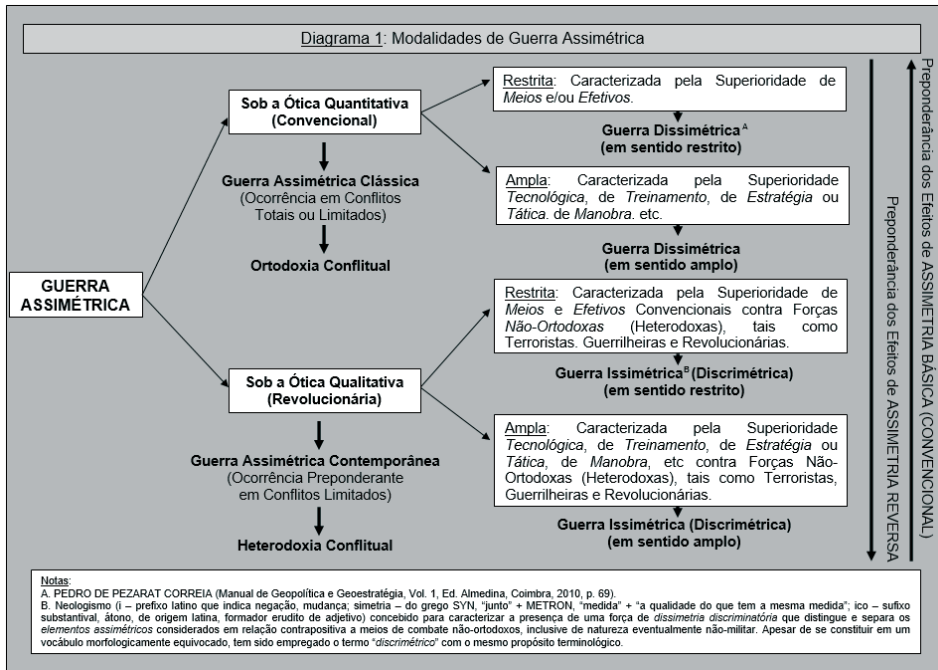 Diagrama 1: Modalidades de Guerra Assimétrica
GUERRA
ASSIMÉTRICA
Sob a Ótica Quantitativa
(Convencional)
Guerra Assimétrica Clássica
(Ocorrência em Conflitos
Totais ou Limitados)
Ortodoxia Conflitual
Restrita: Caracterizada pela Superioridade de
Meios e/ou Efetivos.
Guerra Dissimétrica A
(em sentido restrito)
Ampla: Caracterizada pela Superioridade
Tecnológica, de Treinamento, de Estratégia ou
Tática. de Manobra. etc.
Guerra Dissimétrica
(em sentido amplo)
Sob a Ótica Qualitativa
(Revolucionária)
Guerra Assimétrica Contemporânea
(Ocorrência Preponderante
em Conflitos Limitados)
Heterodoxia Conflitual
Restrita: Caracterizada pela Superioridade de
Meios e Efetivos Convencionais contra Forças
Não-Ortodoxas (Heterodoxas), tais como
Terroristas. Guerrilheiras e Revolucionárias.
Guerra Issimétrica B (Discrimétrica)
(em sentido restrito)
Ampla: Caracterizada pela Superioridade
Tecnológica, de Treinamento, de Estratégia ou
Tática, de Manobra, etc contra Forças Não-
Ortodoxas (Heterodoxas), tais como Terroristas,
Guerrilheiras e Revolucionárias.
Guerra Issimétrica (Discrimétrica)
(em sentido amplo)
Preponderância dos Efeitos de ASSIMETRIA REVERSA
Preponderância dos Efeitos de ASSIMETRIA BÁSICA (CONVENCIONAL)
Notas:
A. PEDRO DE PEZARAT CORREIA (Manual de Geopolítica e Geoestratégia, Vol. 1, Ed. Almedina, Coimbra, 2010, p. 69).
B. Neologismo (i – prefixo latino que indica negação, mudança; simetria – do grego SYN, "junto" + METRON, "medida" + "a qualidade do que tem a mesma medida"; ico – sufixo
substantival, átono, de origem latina, formador erudito de adjetivo) concebido para caracterizar a presença de uma força de dissimetria discriminatória que distingue e separa os
elementos assimétricos considerados em relação contrapositiva a meios de combate não-ortodoxos, inclusive de natureza eventualmente não-militar. Apesar de se constituir em um
vocábulo morfologicamente equivocado, tem sido empregado o termo "discrimétrico" com o mesmo propósito terminológico.